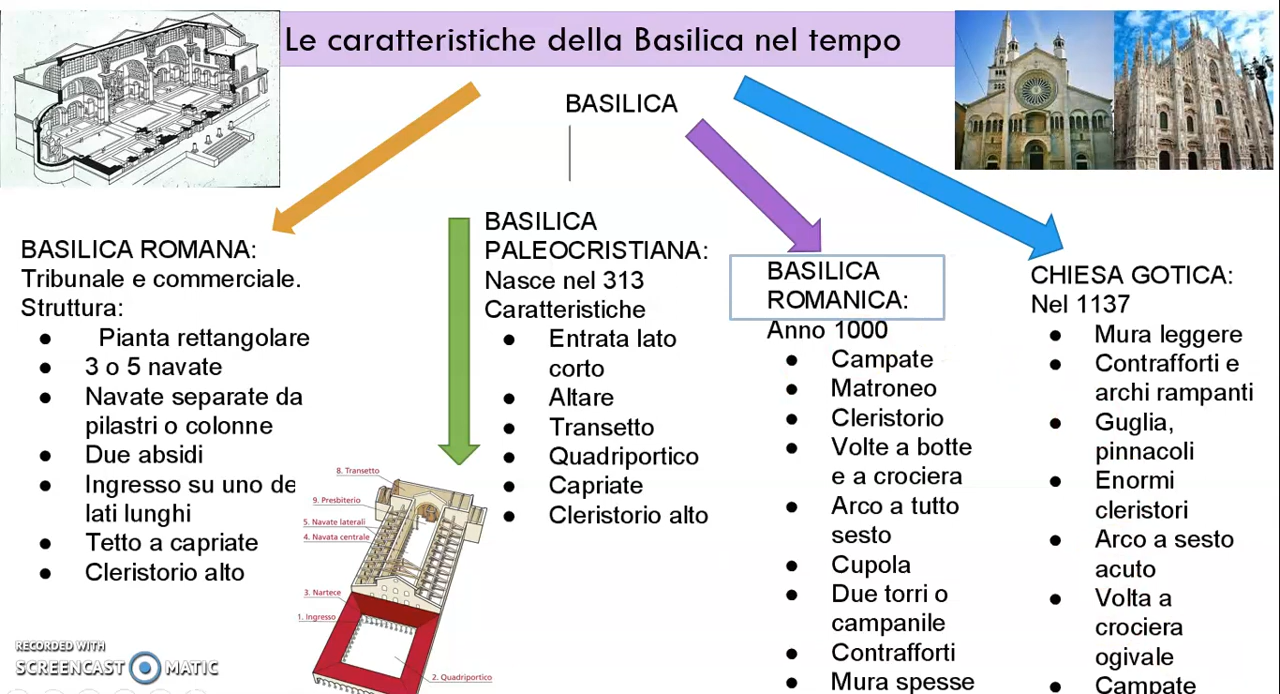 Le caratteristiche della Basilica nel tempo
BASILICA
BASILICA ROMANA:
Tribunale e commerciale.
Struttura:
● Pianta rettangolare
● 3 o 5 navate
● Navate separate da
pilastri o colonne
● Due absidi
● Ingresso su uno de
lati lunghi
● Tetto a capriate
● Cleristorio alto
BASILICA
PALEOCRISTIANA:
Nasce nel 313
Caratteristiche
● Entrata lato
corto
● Altare
● Transetto
● Quadriportico
● Capriate
● Cleristorio alto
8. Transetto
9. Presbiterio
5. Navate laterali
4. Navata centrale
3. Nartece
1. Ingresso
2. Quadriportico
BASILICA
ROMANICA:
Anno 1000
● Campate
● Matroneo
● Cleristorio
● Volte a botte
e a crociera
● Arco a tutto
sesto
● Cupola
● Due torri o
campanile
● Contrafforti
● Mura spesse
CHIESA GOTICA:
Nel 1137
● Mura leggere
● Contrafforti e
archi rampanti
● Guglia,
pinnacoli
● Enormi
cleristori
● Arco a sesto
acuto
● Volta a
crociera
ogivale
● Campate
RECORDED WITH
SCREENCAST MATIC